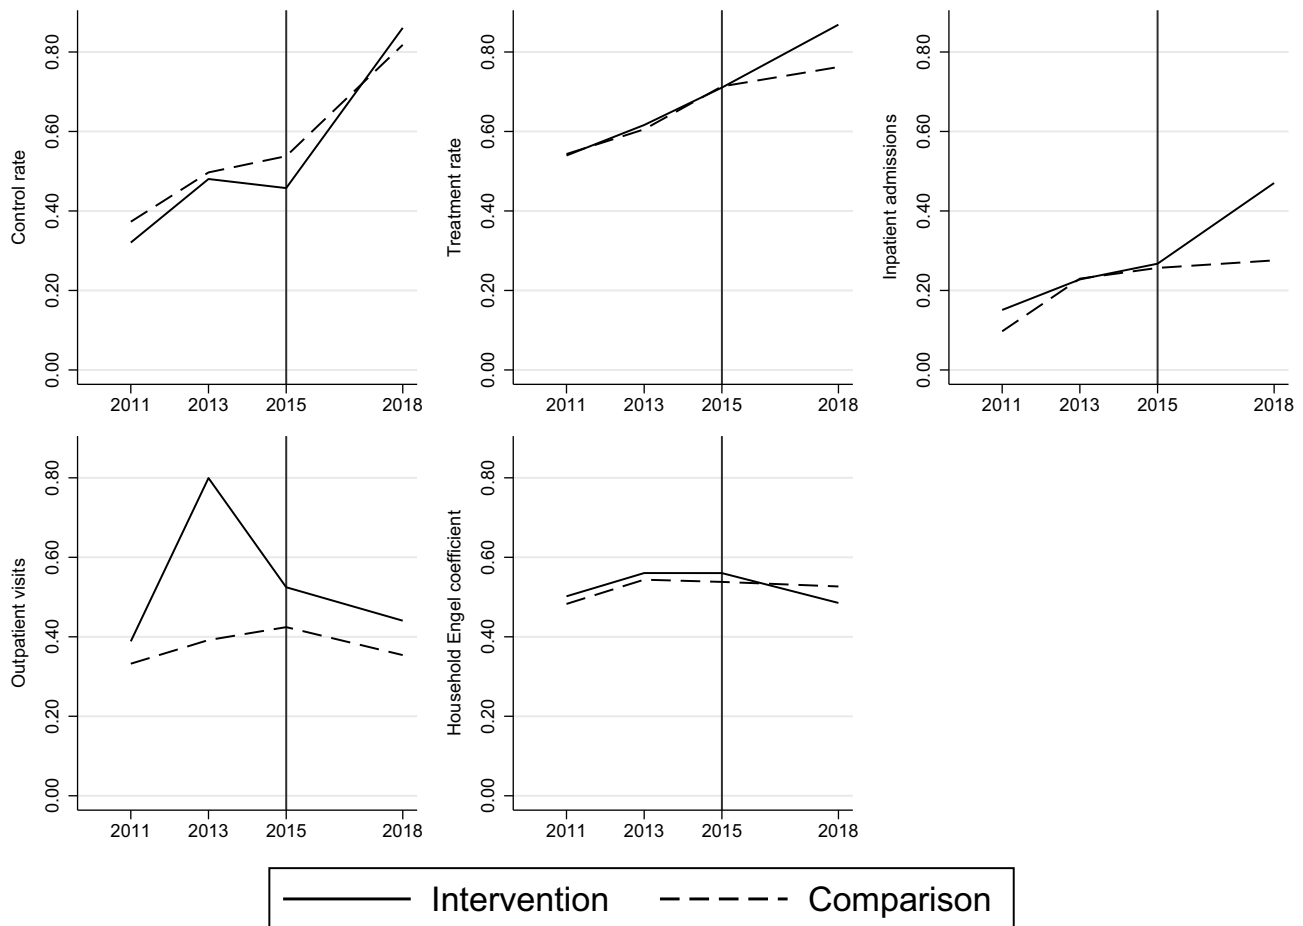 Control rate
0.80
0.60
0.40
0.20
0.00
2011 2013 2015 2018
Treatment rate
0.80
0.60
0.40
0.20
0.00
2011 2013 2015 2018
Inpatient admissions
0.80
0.60
0.40
0.20
0.00
2011 2013 2015 2018
Outpatient visits
0.80
0.60
0.40
0.20
0.00
2011 2013 2015 2018
Household Engel coefficient
0.80
0.60
0.40
0.20
0.00
2011 2013 2015 2018
Intervention Comparison